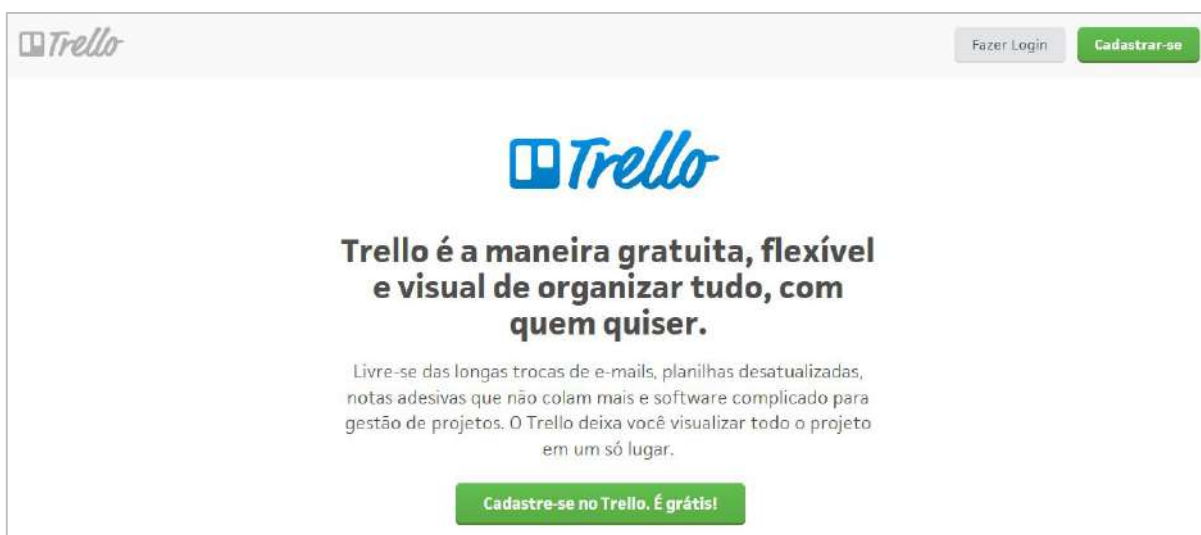 Trello
Fazer Login
Cadastrar-se
Trello
Trello é a maneira gratuita, flexível
e visual de organizar tudo, com
quem quiser.
Livre-se das longas trocas de e-mails, planilhas desatualizadas,
notas adesivas que não colam mais e software complicado para
gestão de projetos. O Trello deixa você visualizar todo o projeto
em um só lugar.
Cadastre-se no Trello. É grátis!